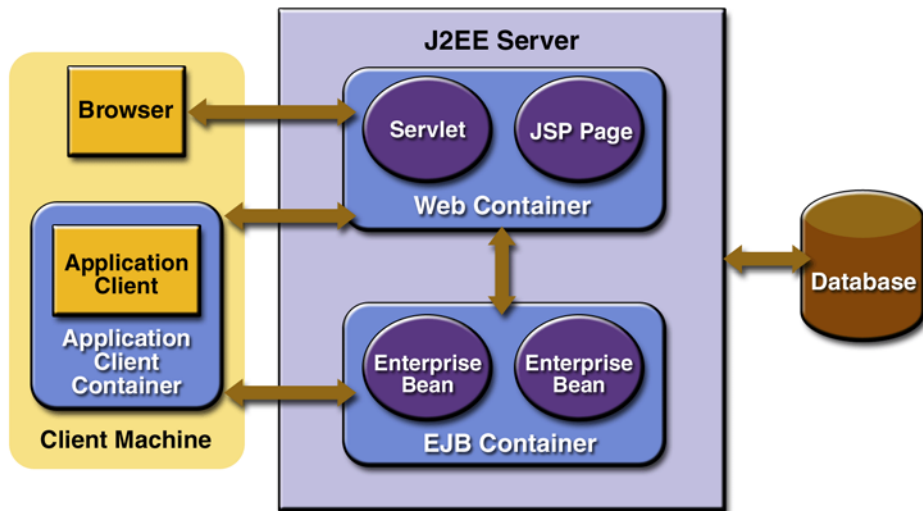 J2EE Server
Browser
Servlet
JSP Page
Web Container
Application
Client
Application
Client
Container
Client Machine
Enterprise
Bean
Enterprise
Bean
EJB Container
Database